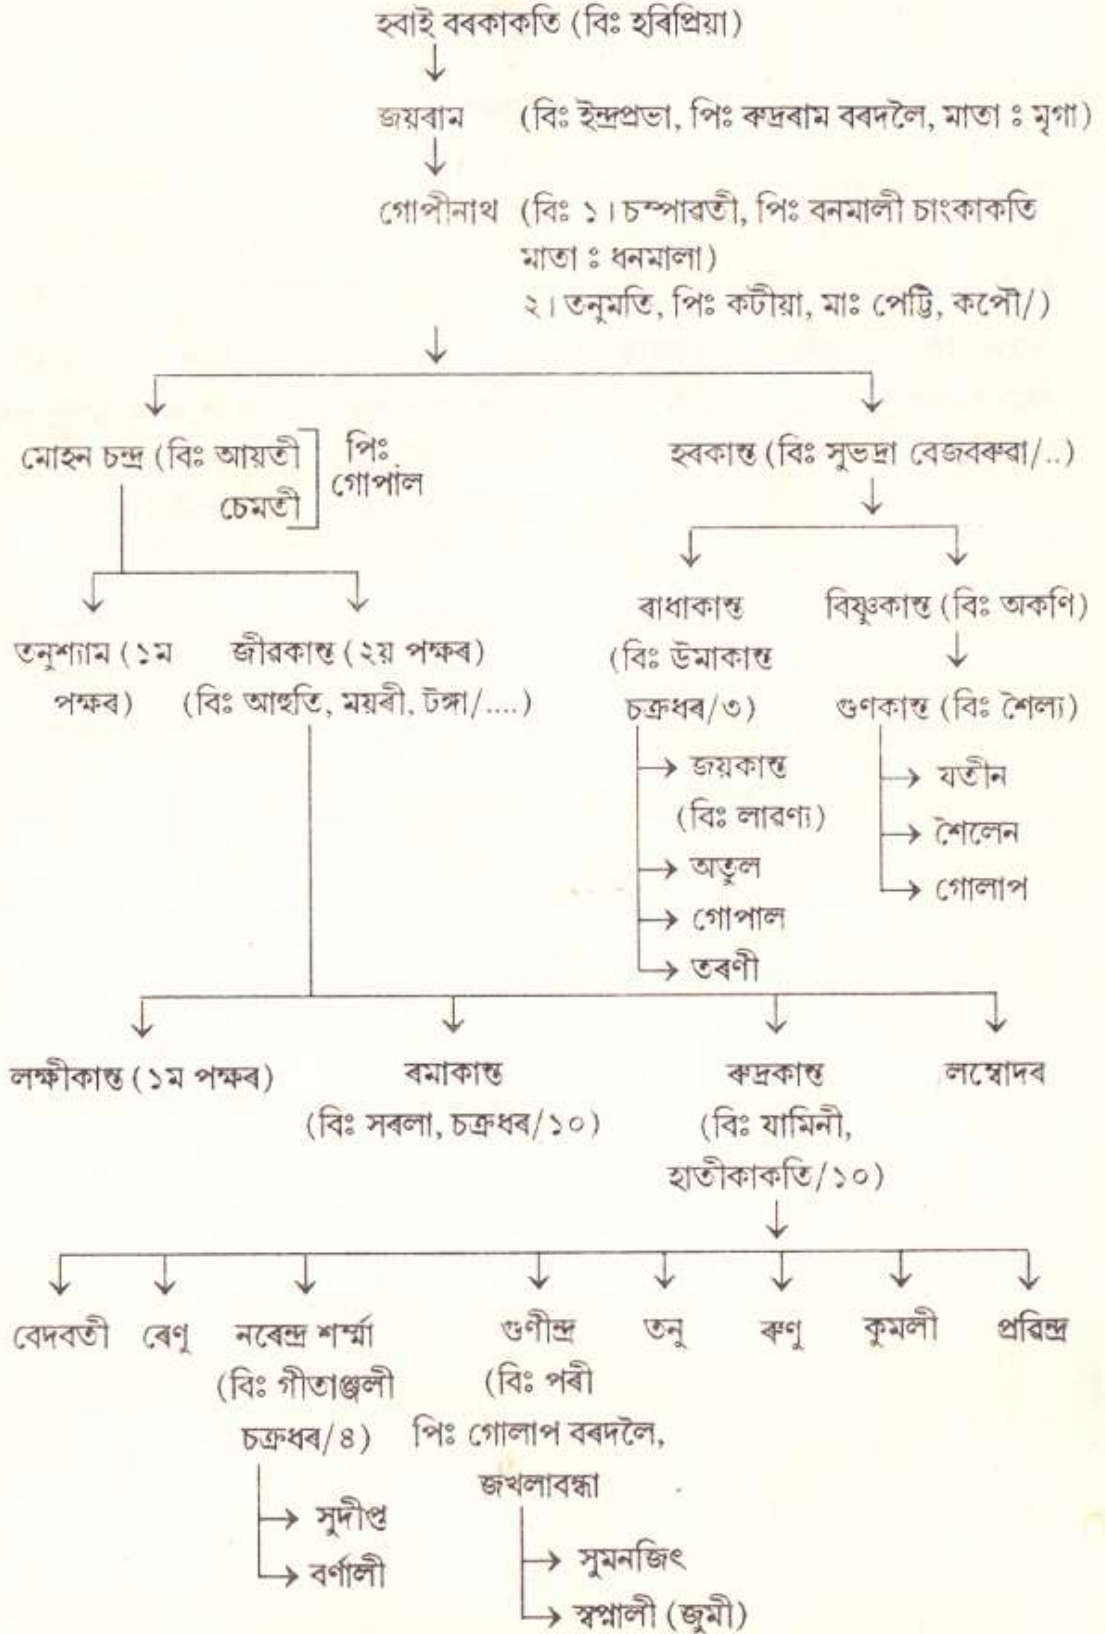 হৰাই বৰকাকতি (বিঃ হৰিপ্ৰিয়া)
জয়ৰাম (বিঃ ইন্দ্ৰপ্ৰভা, পিঃ ৰুদ্ৰৰাম বৰদলৈ, মাতা ঃ মৃগা)
গোপীনাথ (বিঃ ১। চম্পাৱতী, পিঃ বনমালী চাংকাকতি
মাতা ঃ ধনমালা)
২। তনুমতি, পিঃ কটীয়া, মাঃ পেট্টি, কপৌ/)
মোহন চন্দ্ৰ (বিঃ আয়তী
চেমতী
পিঃ
গোপাল
হৰকান্ত (বিঃ সুভদ্ৰা বেজবৰুৱা/..)
তনুশ্যাম (১ম
পক্ষৰ)
জীৱকান্ত (২য় পক্ষৰ)
(বিঃ আহুতি, ময়ৰী, টঙ্গা/....)
ৰাধাকান্ত
(বিঃ উমাকান্ত
চক্ৰধৰ/৩)
জয়কান্ত
(বিঃ লাৱণ্য)
অতুল
গোপাল
তৰণী
বিষ্ণুকান্ত (বিঃ অকণি)
গুণকান্ত (বিঃ শৈল্য)
যতীন
শৈলেন
গোলাপ
লক্ষীকান্ত (১ম পক্ষৰ)
ৰমাকান্ত
(বিঃ সৰলা, চক্ৰধৰ/১০)
ৰুদ্ৰকান্ত
(বিঃ যামিনী,
হাতীকাকতি/১০)
লম্বোদৰ
বেদবতী
ৰেণু
নৰেন্দ্ৰ শৰ্ম্মা
(বিঃ গীতাঞ্জলী
চক্ৰধৰ/৪)
সুদীপ্ত
বৰ্ণালী
গুণীন্দ্ৰ
(বিঃ পৰী
পিঃ গোলাপ বৰদলৈ,
জখলাবন্ধা
সুমনজিৎ
স্বপ্নালী (জুমী)
তনু
ৰুণু
কুমলী
প্ৰৱিন্দ্ৰ